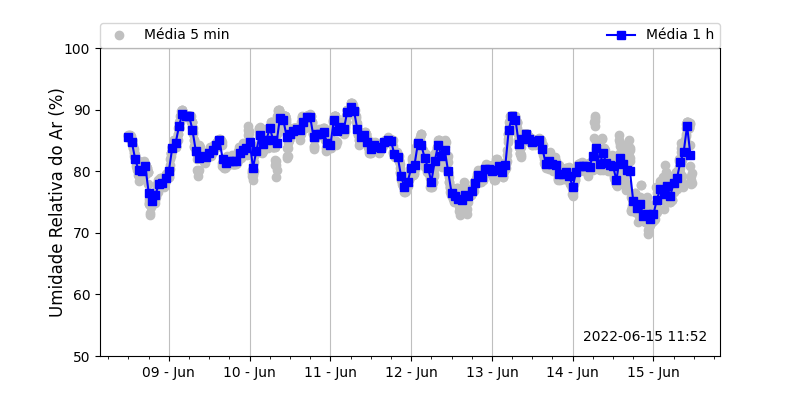 Média 5 min
Média 1 h
Umidade Relativa do Ar (%)
100
90
80
70
60
50
2022-06-15 11:52
09 - Jun
10 - Jun
11 - Jun
12 - Jun
13 - Jun
14 - Jun
15 - Jun